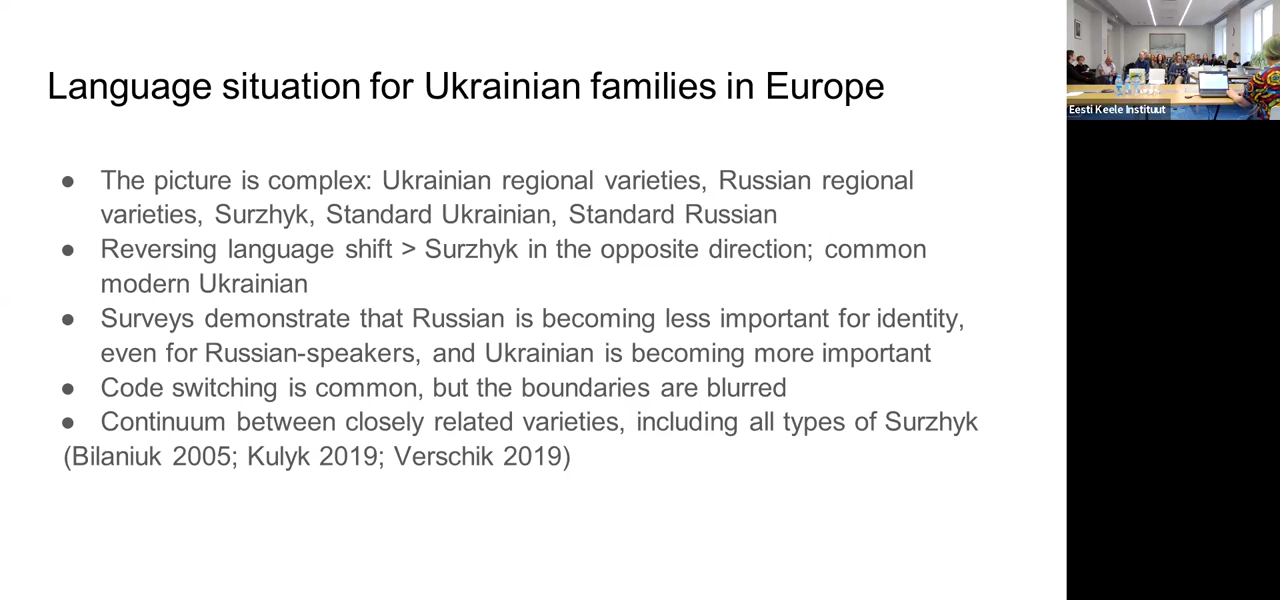 Language situation for Ukrainian families in Europe
● The picture is complex: Ukrainian regional varieties, Russian regional
varieties, Surzhyk, Standard Ukrainian, Standard Russian
● Reversing language shift > Surzhyk in the opposite direction; common
modern Ukrainian
● Surveys demonstrate that Russian is becoming less important for identity,
even for Russian-speakers, and Ukrainian is becoming more important
● Code switching is common, but the boundaries are blurred
● Continuum between closely related varieties, including all types of Surzhyk
(Bilaniuk 2005; Kulyk 2019; Verschik 2019)
Eesti Keele Instituut